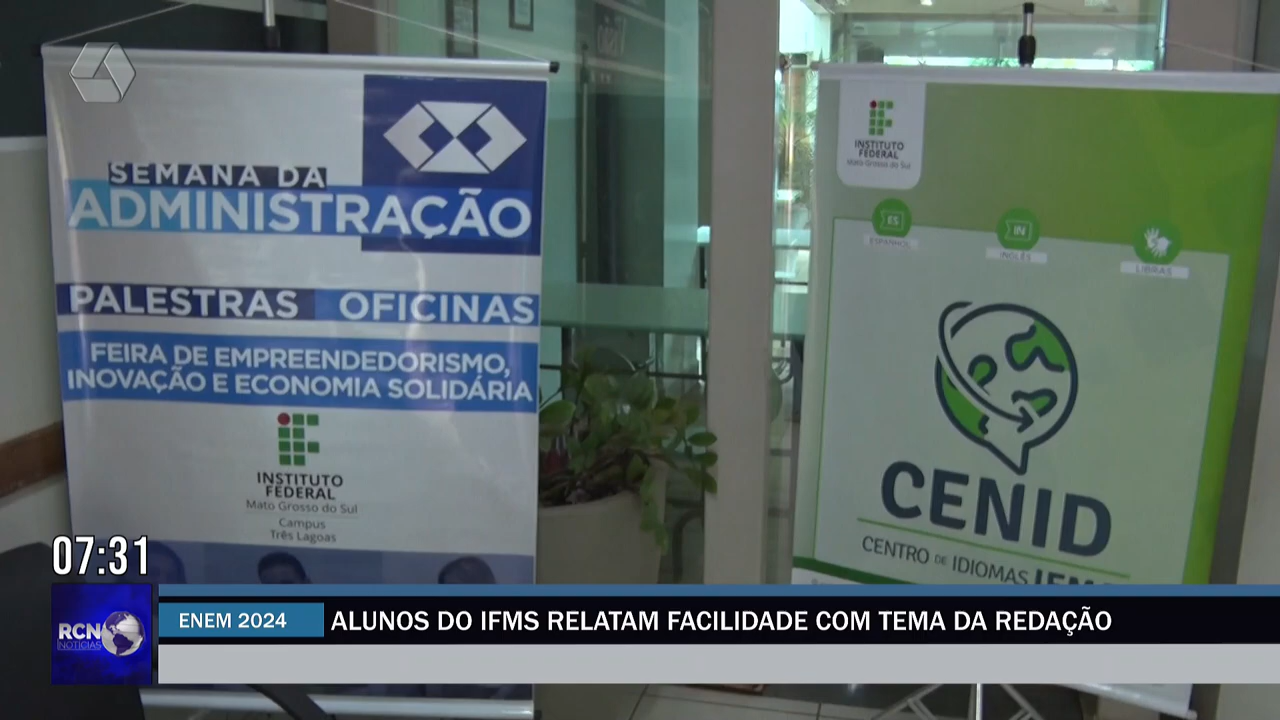 SEMANA DA
ADMINISTRAÇÃO
PALESTRAS OFICINAS
FEIRA DE EMPREENDEDORISMO,
INOVAÇÃO E ECONOMIA SOLIDÁRIA
INSTITUTO
FEDERAL
Mato Grosso do Sul
Campus
Três Lagoas
INSTITUTO
FEDERAL
Mato Grosso do Sul
ES
ESPANHOL
IN
INGLÊS
LIBRAS
CENID
CENTRO DE IDIOMAS IFMS
07:31
RCN
NOTÍCIAS
ENEM 2024
ALUNOS DO IFMS RELATAM FACILIDADE COM TEMA DA REDAÇÃO